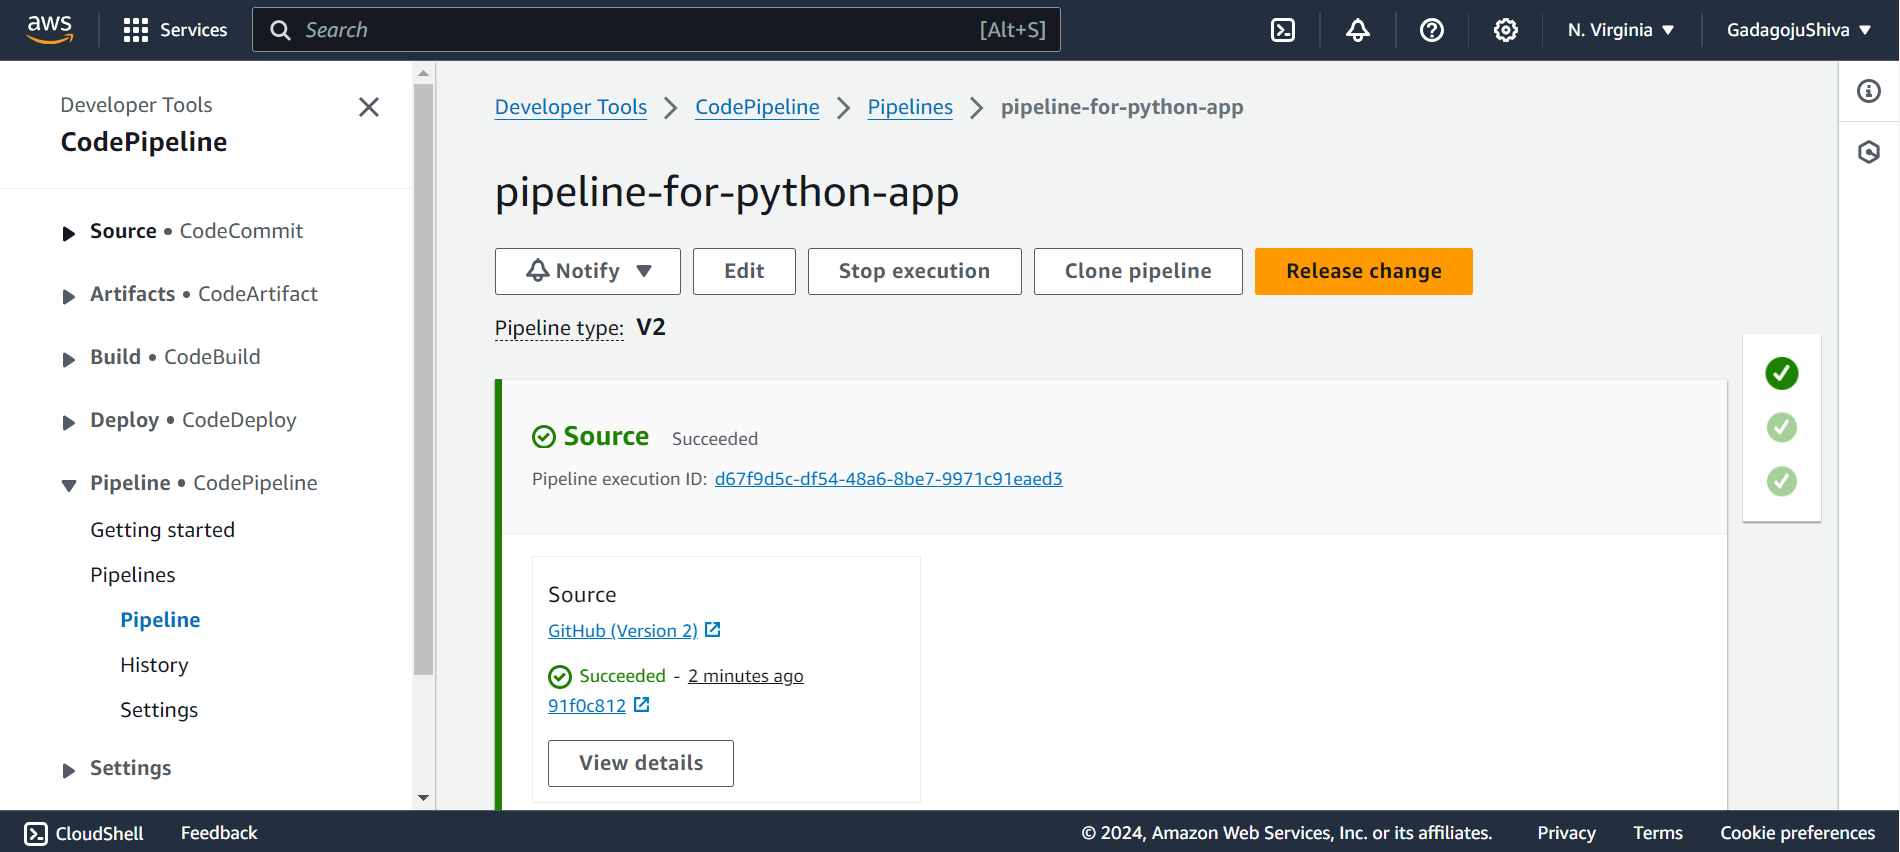 aws
Services
Search [Alt+S]
N. Virginia
GadagojuShiva
Developer Tools
CodePipeline
Source • CodeCommit
Artifacts • CodeArtifact
Build • CodeBuild
Deploy • CodeDeploy
Pipeline • CodePipeline
Getting started
Pipelines
Pipeline
History
Settings
Settings
Developer Tools
CodePipeline
Pipelines
pipeline-for-python-app
pipeline-for-python-app
Notify
Edit
Stop execution
Clone pipeline
Release change
Pipeline type: V2
Source Succeeded
Pipeline execution ID: d67f9d5c-df54-48a6-8be7-9971c91eaed3
Source
GitHub (Version 2)
Succeeded - 2 minutes ago
91f0c812
View details
CloudShell
Feedback
© 2024, Amazon Web Services, Inc. or its affiliates.
Privacy
Terms
Cookie preferences